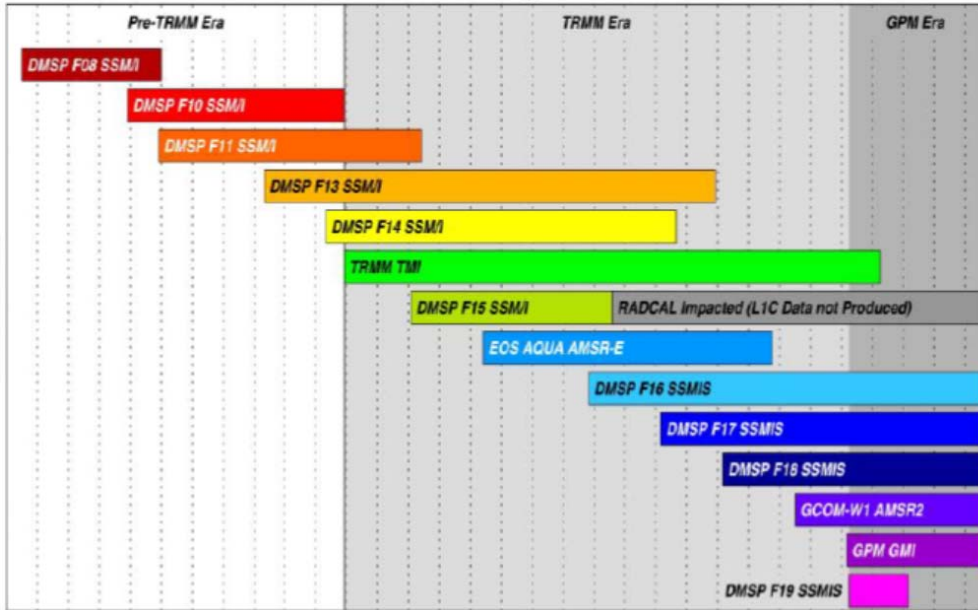 Pre-TRMM Era TRMM Era GPM Era
DMSP F08 SSM/I
DMSP F10 SSM/I
DMSP F11 SSM/I
DMSP F13 SSM/I
DMSP F14 SSM/I
TRMM TMI
DMSP F15 SSM/I RADCAL Impacted (L1C Data not Produced)
EOS AQUA AMSR-E
DMSP F16 SSMIS
DMSP F17 SSMIS
DMSP F18 SSMIS
GCOM-W1 AMSR2
GPM GMI
DMSP F19 SSMIS